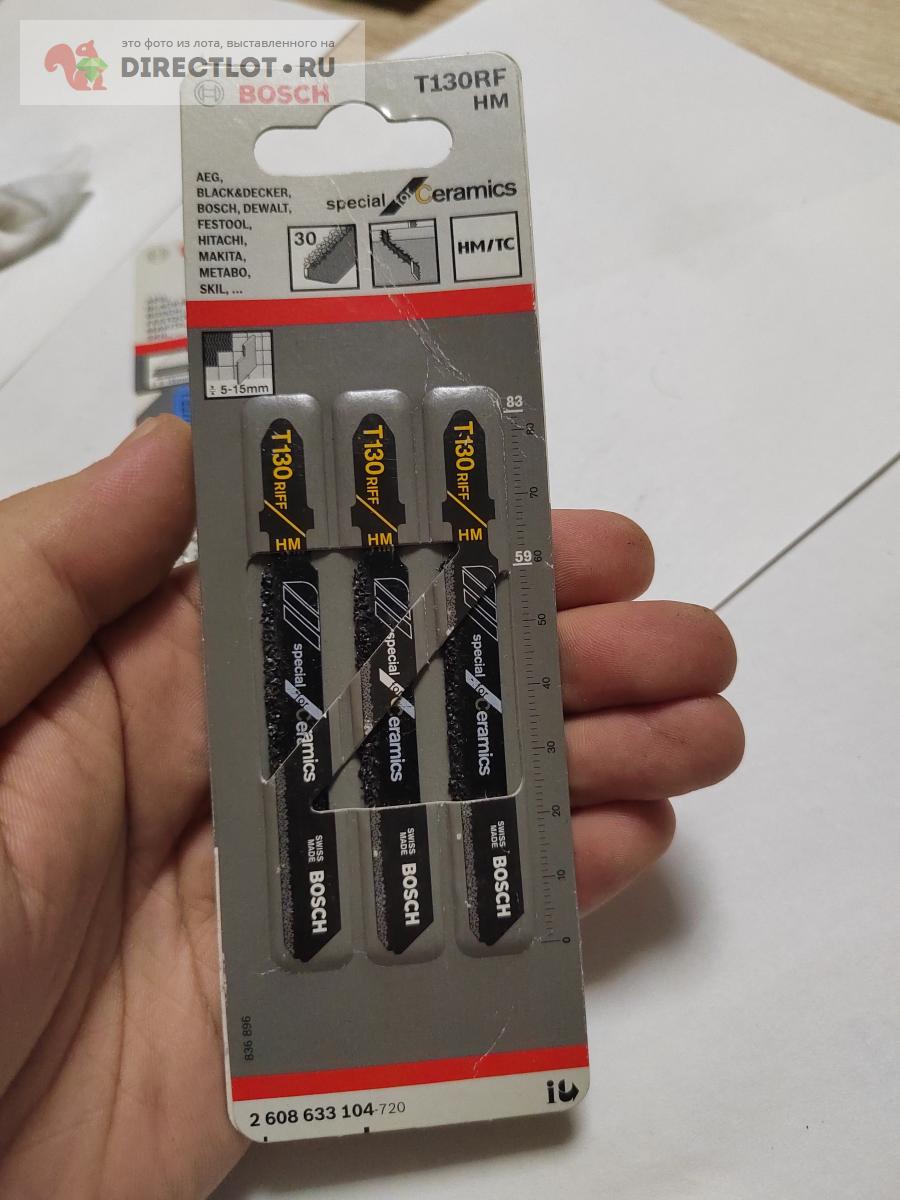 это фото из лота, выставленного на
DIRECTLOT•RU
BOSCH
T130RF
HM
AEG,
BLACK&DECKER,
BOSCH, DEWALT,
FESTOOL,
HITACHI,
MAKITA,
METABO,
SKIL, ...
special for Ceramics
30
HM/TC
5-15mm
83
80
70
60
59
50
40
30
20
10
0
T130 RIFF
HM
special for Ceramics
SWISS
MADE
BOSCH
T130 RIFF
HM
special for Ceramics
SWISS
MADE
BOSCH
T130 RIFF
HM
special for Ceramics
SWISS
MADE
BOSCH
836 896
2 608 633 104-720